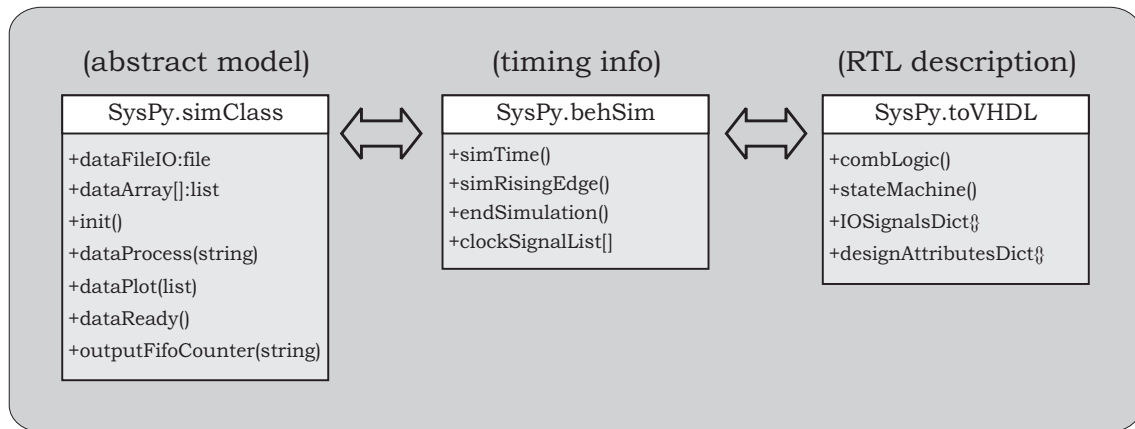 (abstract model)
SysPy.simClass
+dataFileIO:file
+dataArray[]:list
+init()
+dataProcess(string)
+dataPlot(list)
+dataReady()
+outputFifoCounter(string)
(timing info)
SysPy.behSim
+simTime()
+simRisingEdge()
+endSimulation()
+clockSignalList[]
(RTL description)
SysPy.toVHDL
+combLogic()
+stateMachine()
+IOSignalsDict{}
+designAttributesDict{}